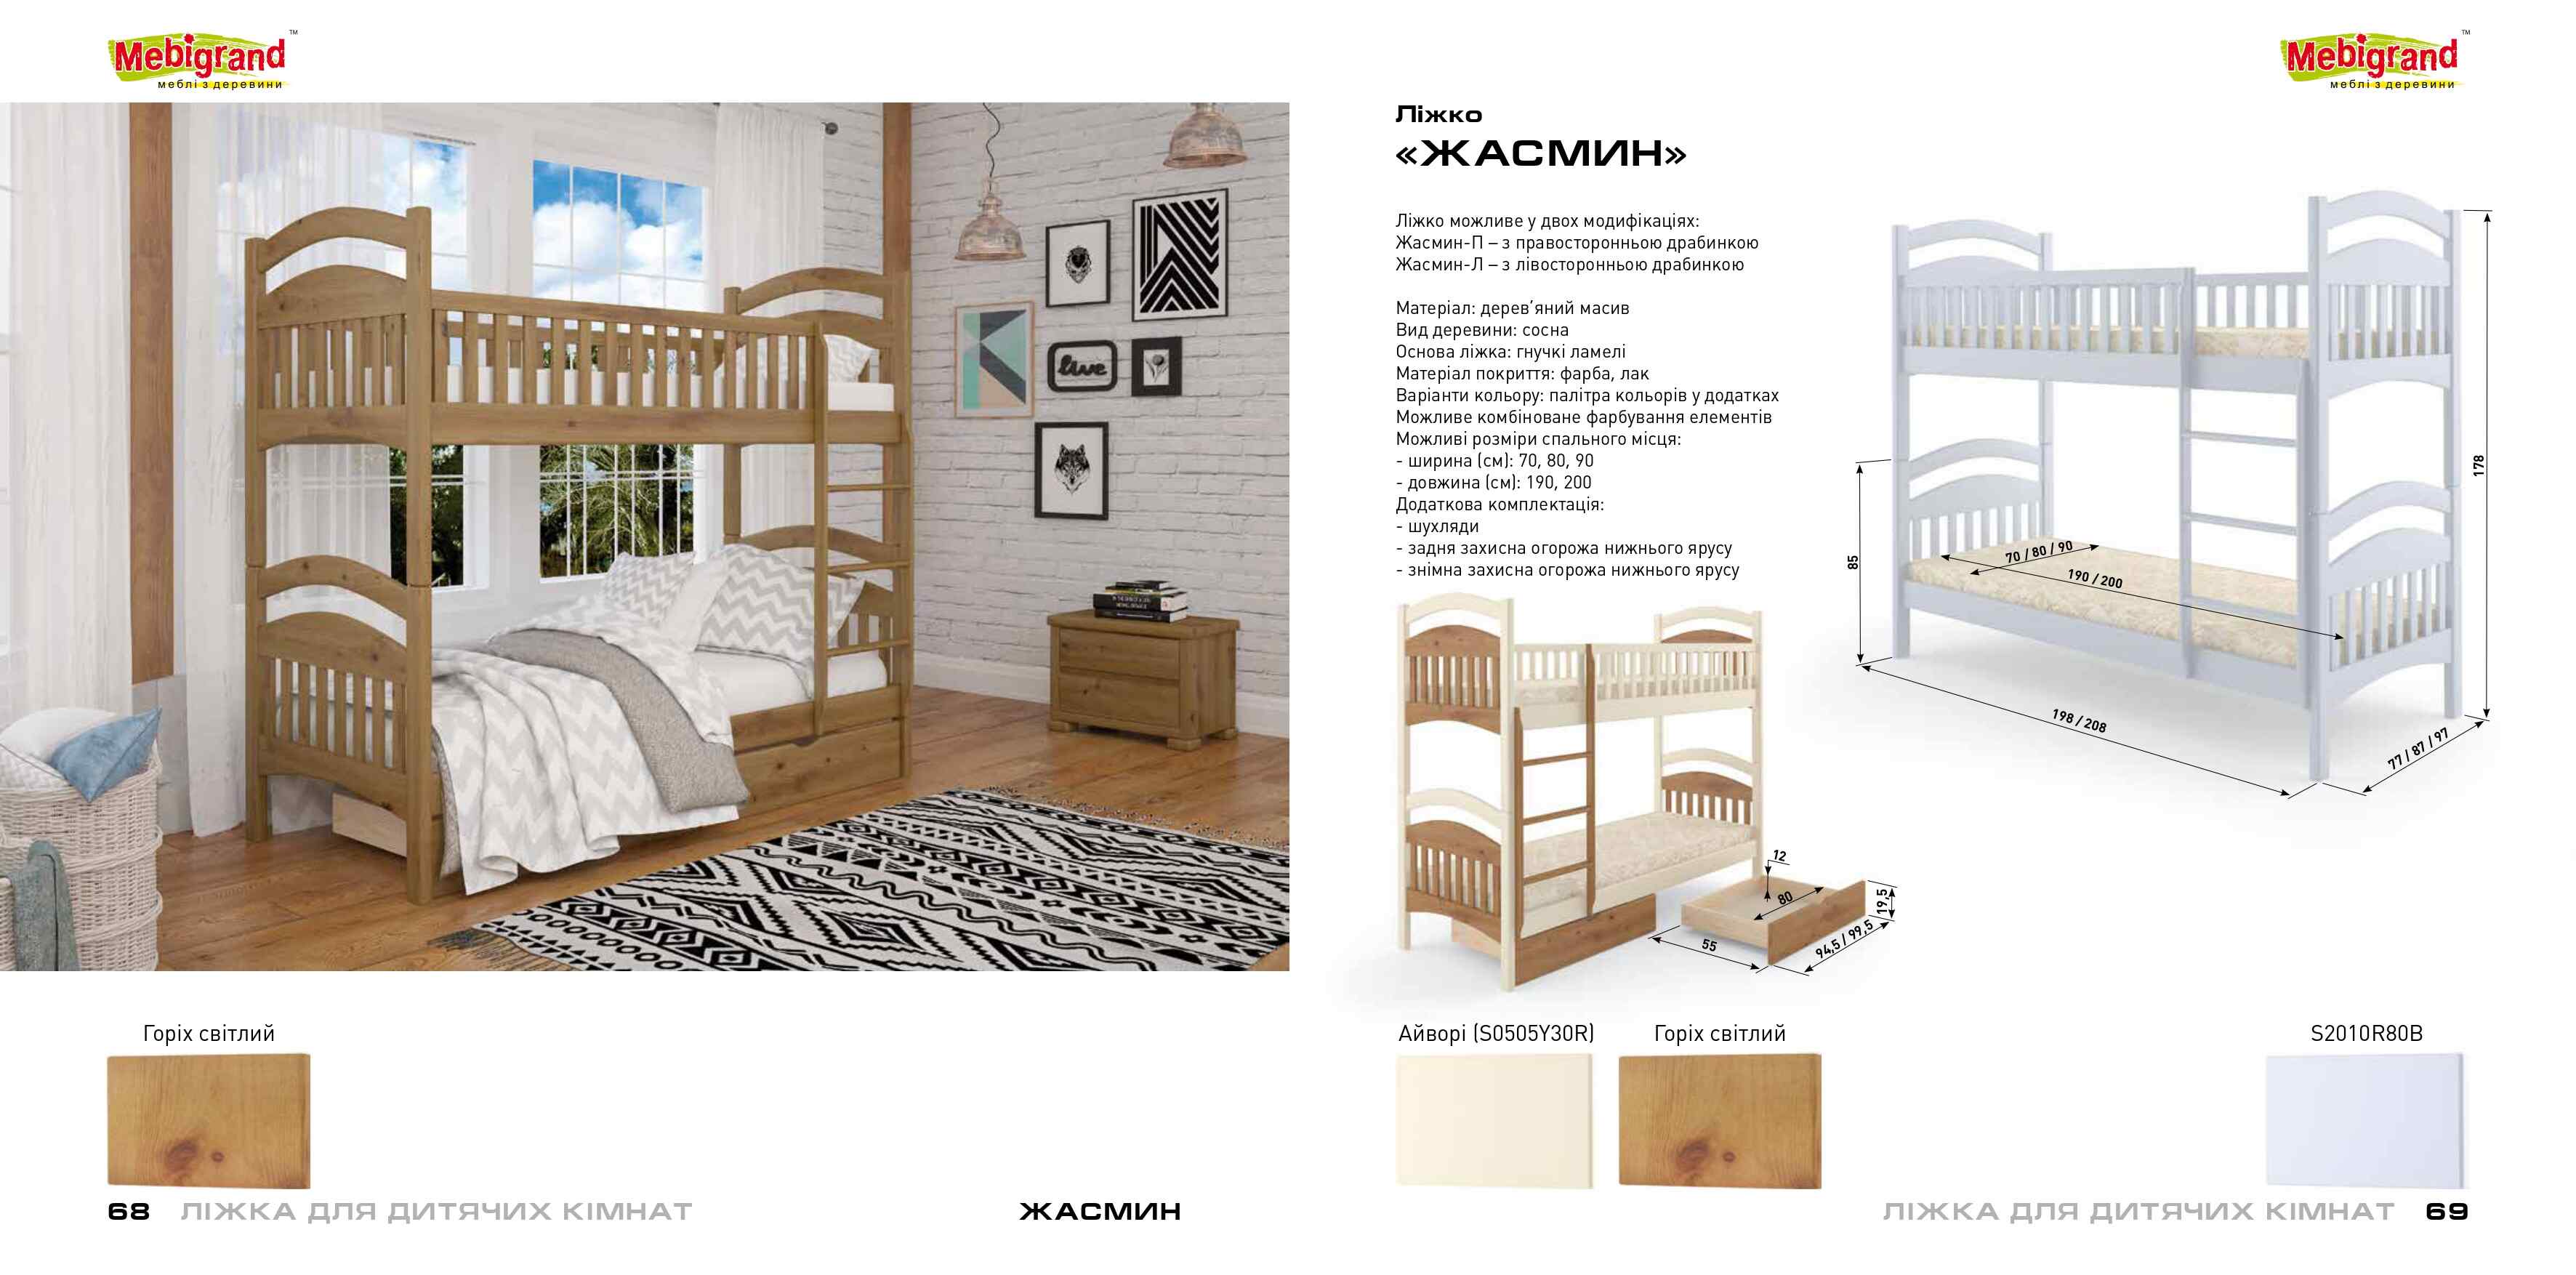 Mebigrand
TM
меблі з деревини
Mebigrand
TM
меблі з деревини
live
Ліжко
«ЖАСМИН»
Ліжко можливе у двох модифікаціях:
Жасмин-П – з правосторонньою драбинкою
Жасмин-Л – з лівосторонньою драбинкою
Матеріал: дерев’яний масив
Вид деревини: сосна
Основа ліжка: гнучкі ламелі
Матеріал покриття: фарба, лак
Варіанти кольору: палітра кольорів у додатках
Можливе комбіноване фарбування елементів
Можливі розміри спального місця:
- ширина (см): 70, 80, 90
- довжина (см): 190, 200
Додаткова комплектація:
- шухляди
- задня захисна огорожа нижнього ярусу
- знімна захисна огорожа нижнього ярусу
178
85
70 / 80 / 90
190 / 200
198 / 208
77 / 87 / 97
12
80
19,5
55
94,5 / 99,5
Горіх світлий
Айворі (S0505Y30R)
Горіх світлий
S2010R80B
68 ЛІЖКА ДЛЯ ДИТЯЧИХ КІМНАТ
ЖАСМИН
ЛІЖКА ДЛЯ ДИТЯЧИХ КІМНАТ 69